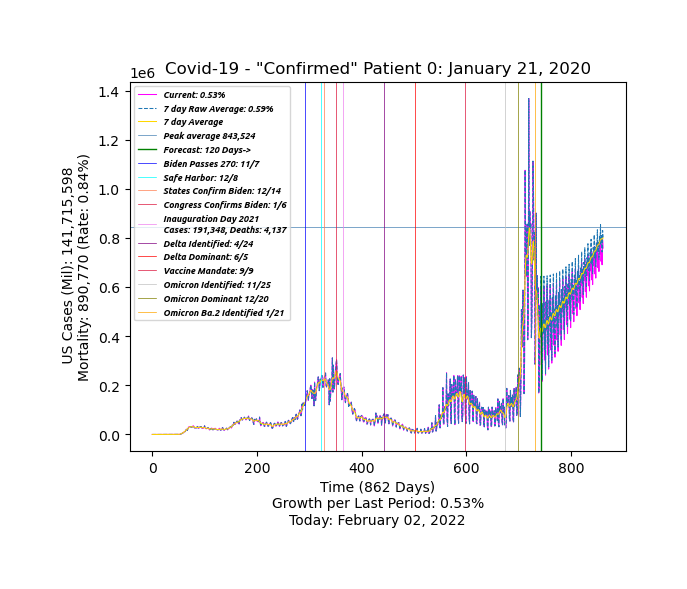 Covid-19 - "Confirmed" Patient 0: January 21, 2020
1e6
1.4
1.2
1.0
0.8
0.6
0.4
0.2
0.0
US Cases (Mil): 141,715,598
Mortality: 890,770 (Rate: 0.84%)
Current: 0.53%
7 day Raw Average: 0.59%
7 day Average
Peak average 843,524
Forecast: 120 Days->
Biden Passes 270: 11/7
Safe Harbor: 12/8
States Confirm Biden: 12/14
Congress Confirms Biden: 1/6
Inauguration Day 2021
Cases: 191,348, Deaths: 4,137
Delta Identified: 4/24
Delta Dominant: 6/5
Vaccine Mandate: 9/9
Omicron Identified: 11/25
Omicron Dominant 12/20
Omicron Ba.2 Identified 1/21
0 200 400 600 800
Time (862 Days)
Growth per Last Period: 0.53%
Today: February 02, 2022